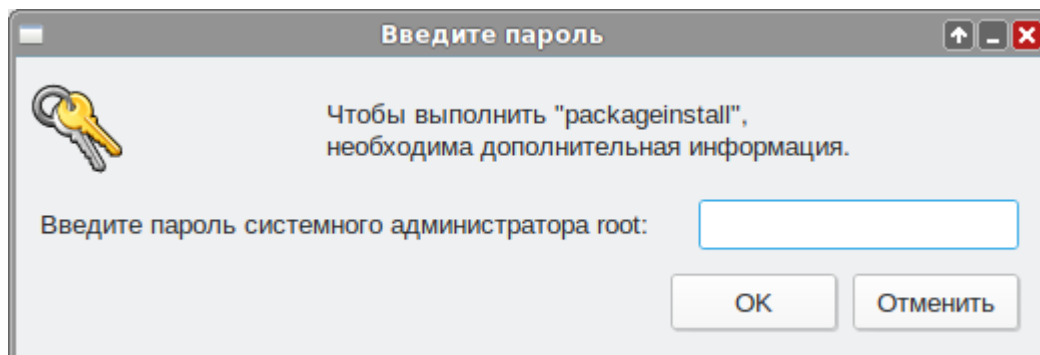 Введите пароль
Чтобы выполнить "packageinstall",
необходима дополнительная информация.
Введите пароль системного администратора root:
OK
Отменить